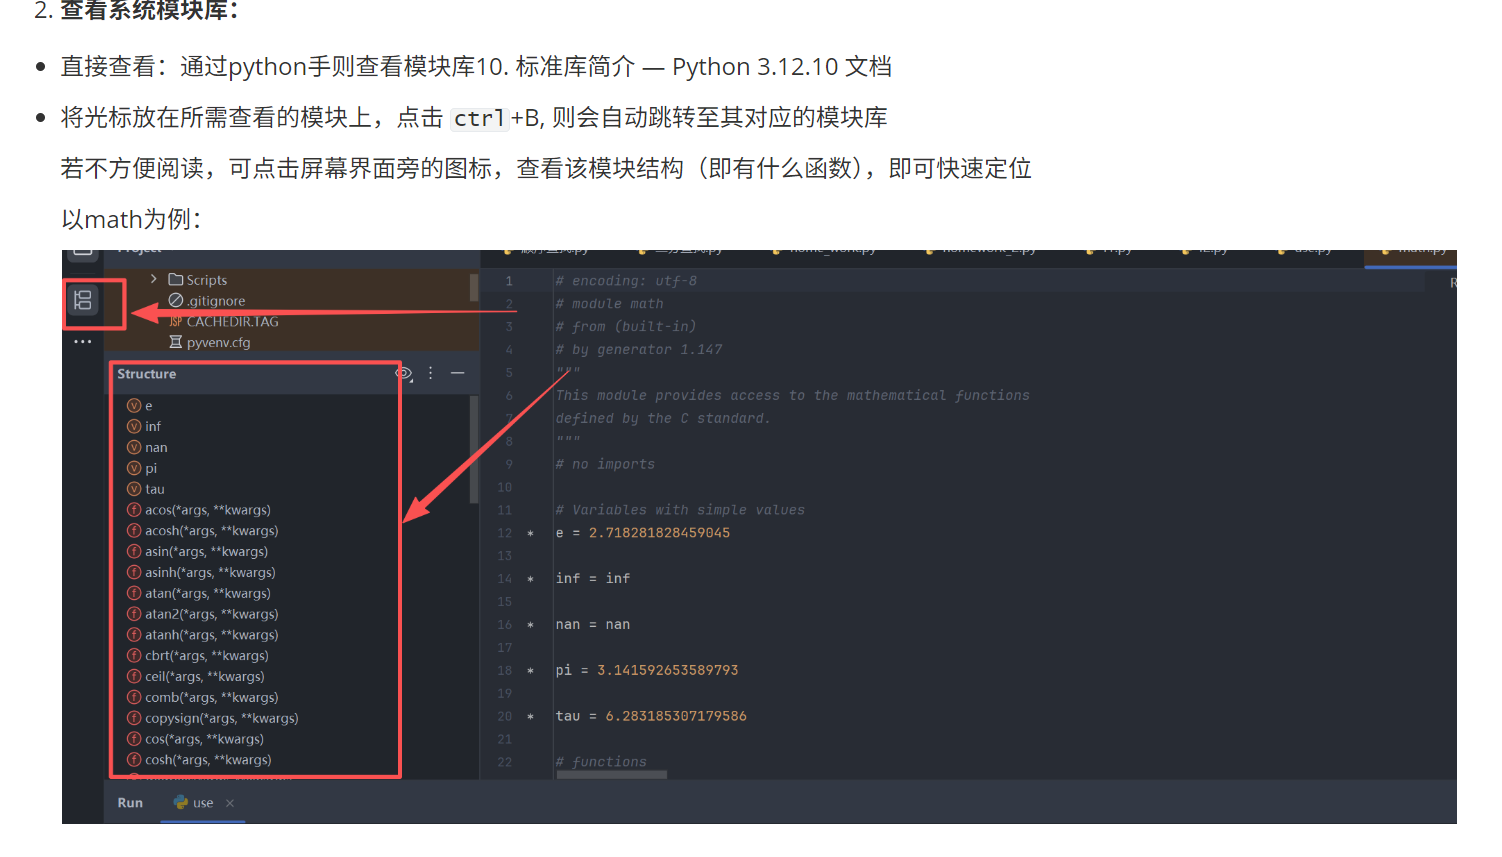 2. 查看系统模块库：
直接查看：通过python手则查看模块库10. 标准库简介 — Python 3.12.10 文档
将光标放在所需查看的模块上，点击 ctrl+B, 则会自动跳转至其对应的模块库
若不方便阅读，可点击屏幕界面旁的图标，查看该模块结构（即有什么函数），即可快速定位
以math为例：
Project
Scripts
.gitignore
CACHEDIR.TAG
pyvenv.cfg
Structure
e
inf
nan
pi
tau
acos(*args, **kwargs)
acosh(*args, **kwargs)
asin(*args, **kwargs)
asinh(*args, **kwargs)
atan(*args, **kwargs)
atan2(*args, **kwargs)
atanh(*args, **kwargs)
cbrt(*args, **kwargs)
ceil(*args, **kwargs)
comb(*args, **kwargs)
copysign(*args, **kwargs)
cos(*args, **kwargs)
cosh(*args, **kwargs)
1 # encoding: utf-8
2 # module math
3 # from (built-in)
4 # by generator 1.147
5 """
6 This module provides access to the mathematical functions
7 defined by the C standard.
8 """
9 # no imports
10
11 # Variables with simple values
12 * e = 2.718281828459045
13
14 * inf = inf
15
16 * nan = nan
17
18 * pi = 3.141592653589793
19
20 * tau = 6.283185307179586
21
22 # functions
Run use ×